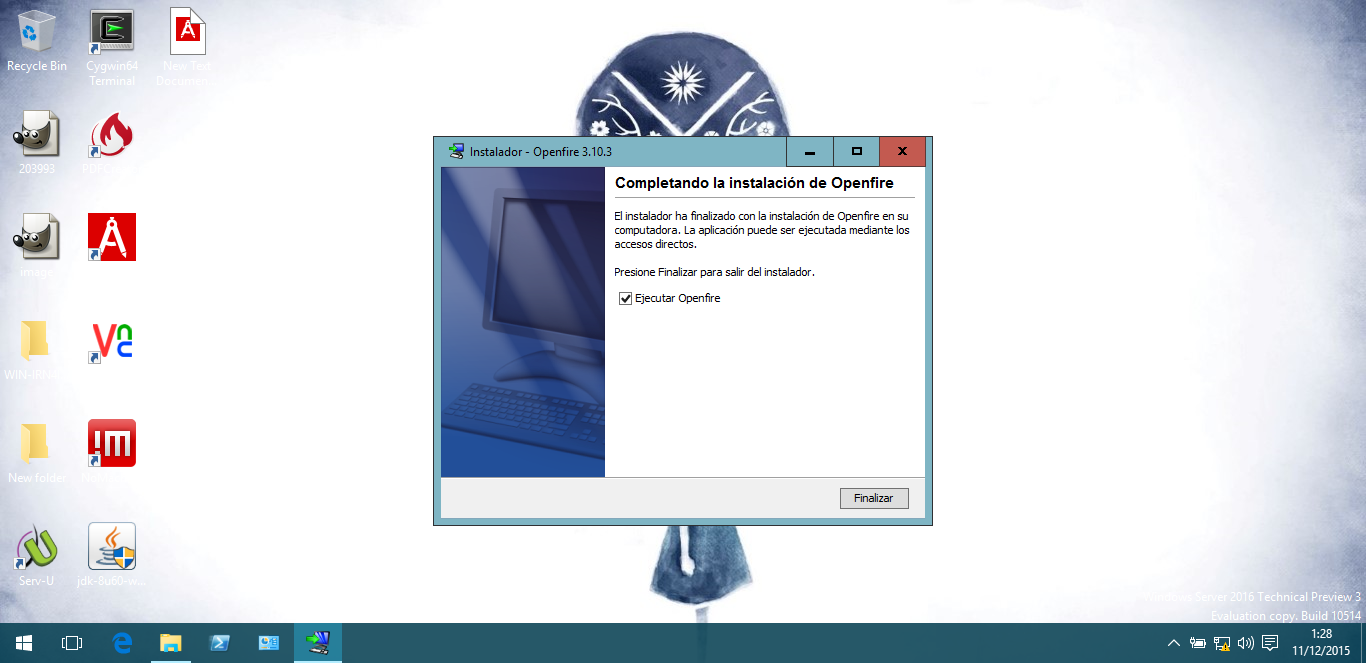 Recycle Bin
Cygwin64
Terminal
New Text
Documen...
203993
image
WIN-iRN
New folder
Serv-U
jdk-8u60-w...
Instalador - Openfire 3.10.3
Completando la instalación de Openfire
El instalador ha finalizado con la instalación de Openfire en su
computadora. La aplicación puede ser ejecutada mediante los
accesos directos.
Presione Finalizar para salir del instalador.
Ejecutar Openfire
Finalizar
Windows Server 2016 Technical Preview 3
Evaluation copy. Build 10514
1:28
11/12/2015